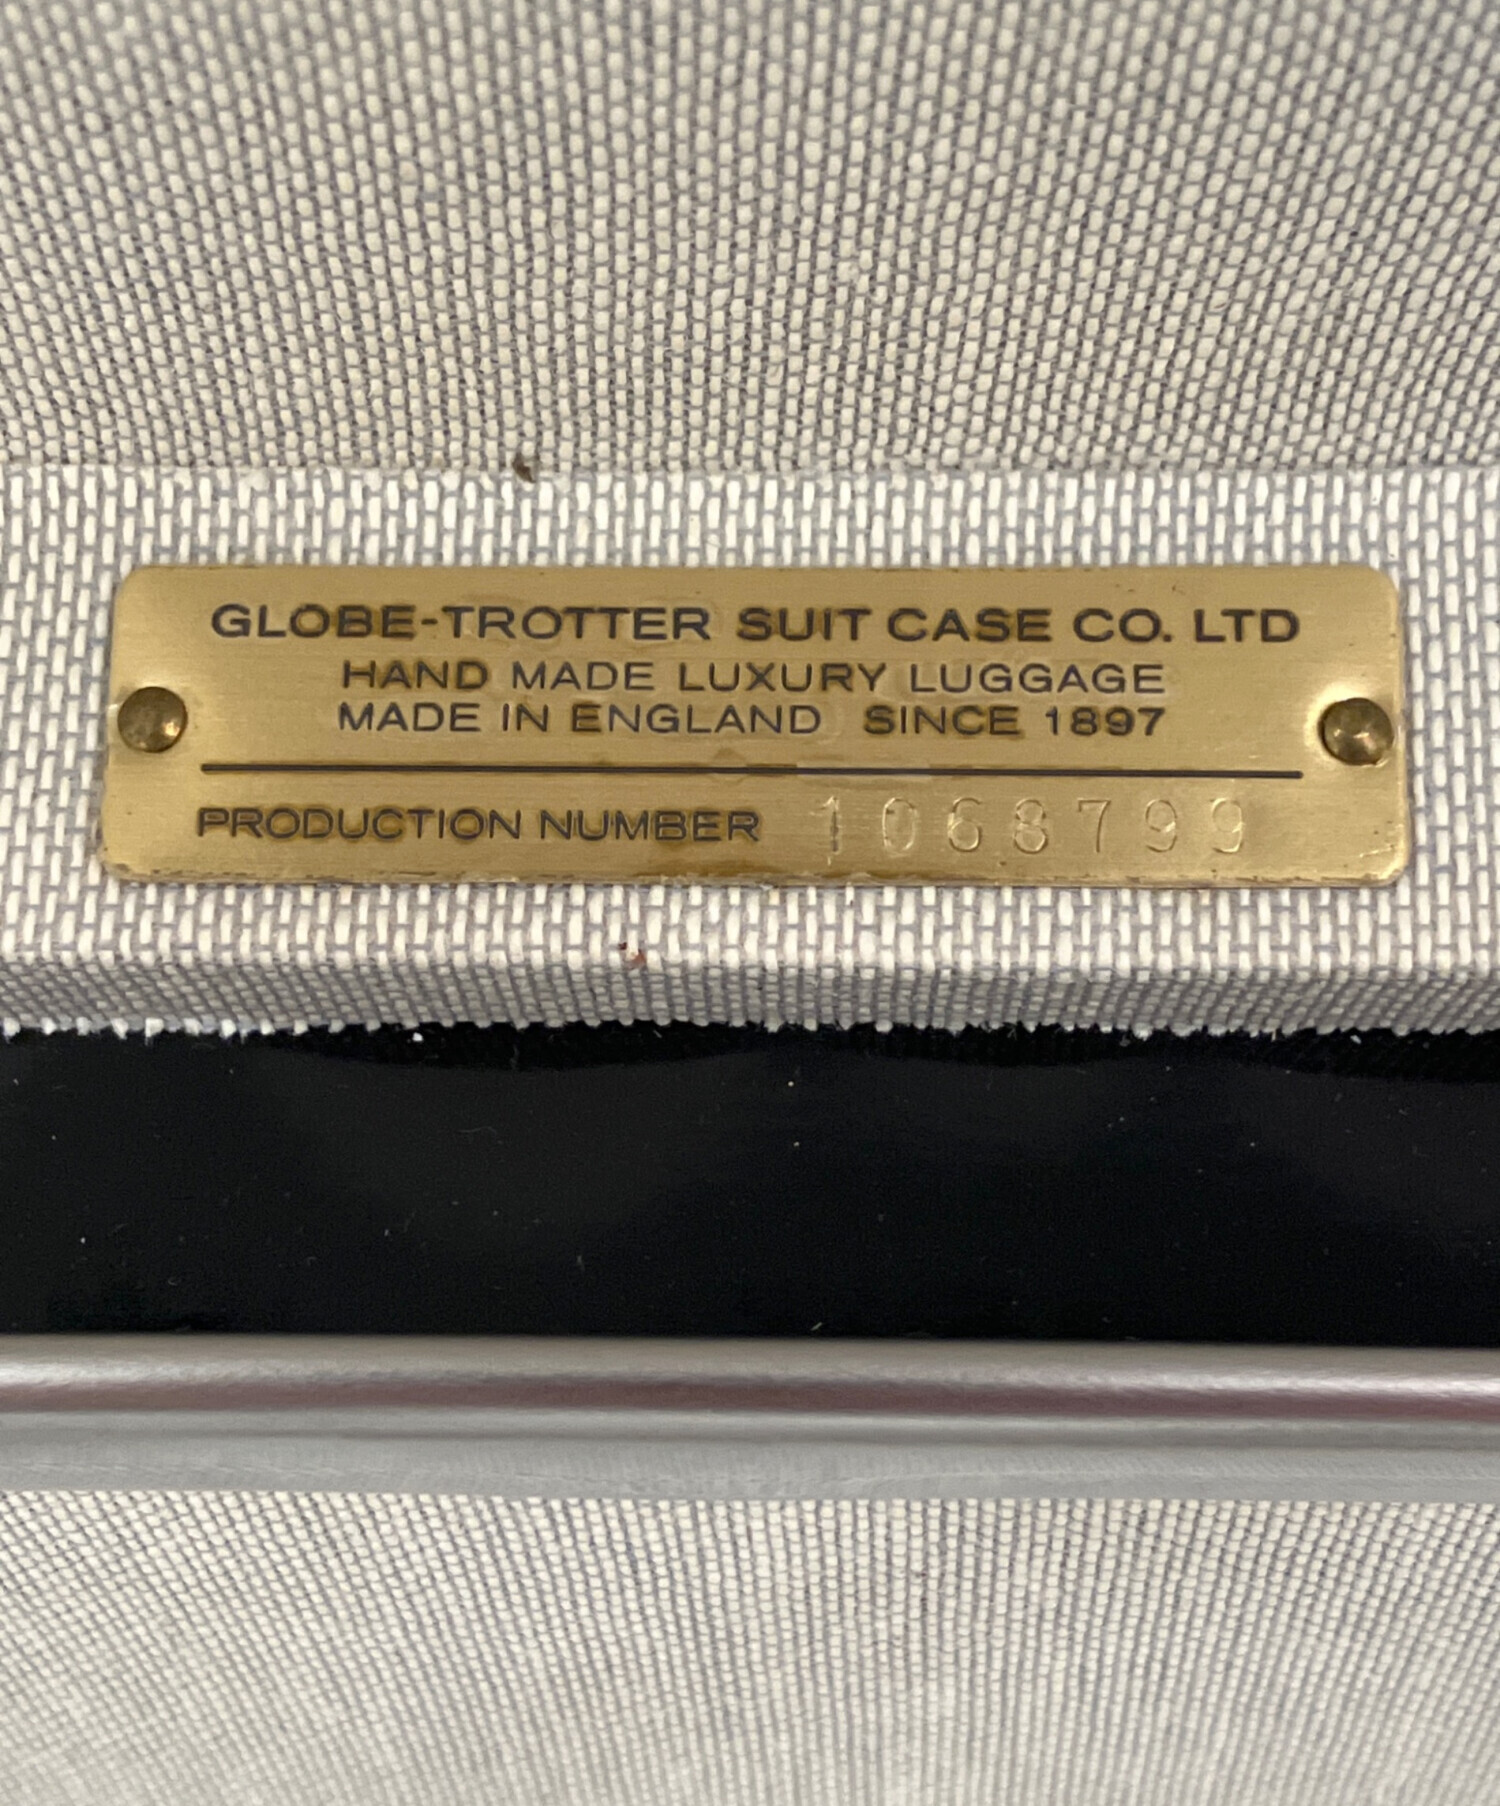 GLOBE-TROTTER SUIT CASE CO. LTD
HAND MADE LUXURY LUGGAGE
MADE IN ENGLAND SINCE 1897
PRODUCTION NUMBER 1068799